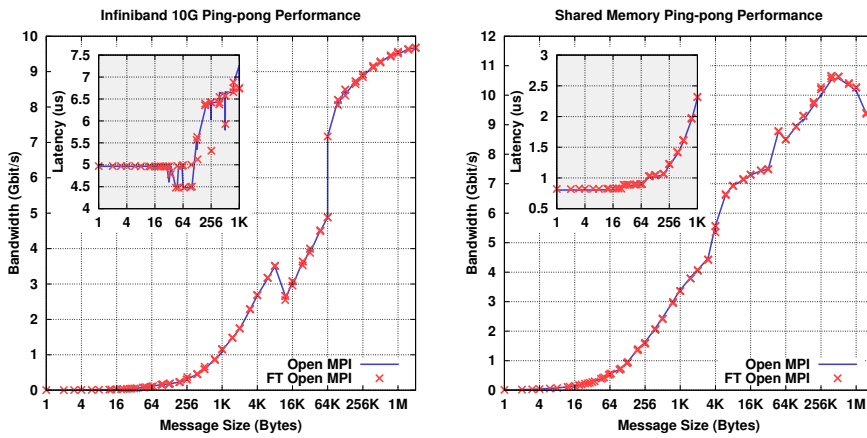 Infiniband 10G Ping-pong Performance
Bandwidth (Gbit/s)
10
9
8
7
6
5
4
3
2
1
0
1 4 16 64 256 1K 4K 16K 64K 256K 1M
Message Size (Bytes)
Latency (us)
7.5
7
6.5
6
5.5
5
4.5
4
1 4 16 64 256 1K
Open MPI
FT Open MPI
Shared Memory Ping-pong Performance
Bandwidth (Gbit/s)
12
11
10
9
8
7
6
5
4
3
2
1
0
1 4 16 64 256 1K 4K 16K 64K 256K 1M
Message Size (Bytes)
Latency (us)
3
2.5
2
1.5
1
0.5
1 4 16 64 256 1K
Open MPI
FT Open MPI